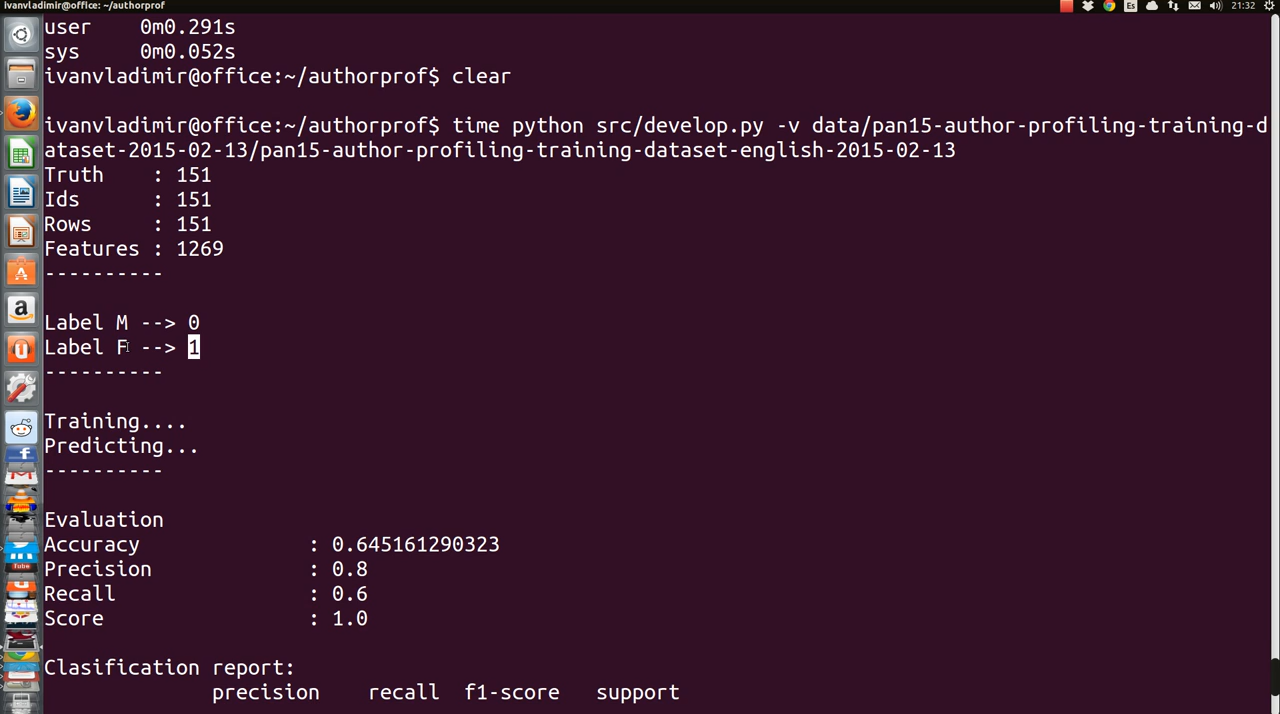 ivanvladimir@office: ~/authorprof
Es
21:32
user    0m0.291s
sys     0m0.052s
ivanvladimir@office:~/authorprof$ clear
ivanvladimir@office:~/authorprof$ time python src/develop.py -v data/pan15-author-profiling-training-d
ataset-2015-02-13/pan15-author-profiling-training-dataset-english-2015-02-13
Truth    : 151
Ids      : 151
Rows     : 151
Features : 1269
----------
Label M --> 0
Label F --> 1
----------
Training....
Predicting...
----------
Evaluation
Accuracy              : 0.645161290323
Precision             : 0.8
Recall                : 0.6
Score                 : 1.0
Clasification report:
precision    recall  f1-score   support